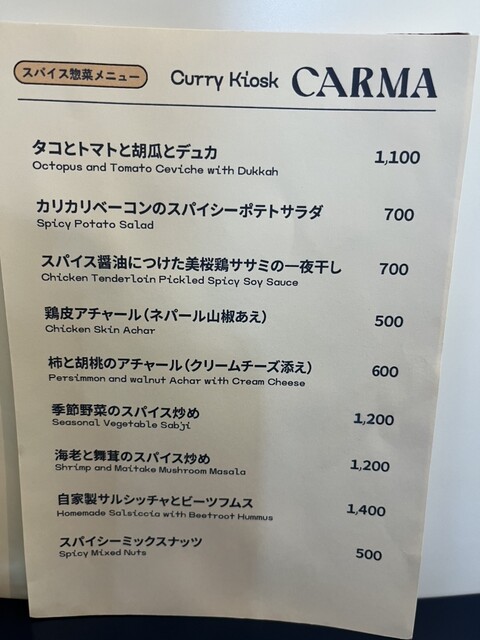 スパイス惣菜メニュー Curry Kiosk CARMA
タコとトマトと胡瓜とデュカ 1,100
Octopus and Tomato Ceviche with Dukkah
カリカリベーコンのスパイシーポテトサラダ 700
Spicy Potato Salad
スパイス醤油につけた美桜鶏ササミの一夜干し 700
Chicken Tenderloin Pickled Spicy Soy Sauce
鶏皮アチャール(ネパール山椒あえ) 500
Chicken Skin Achar
柿と胡桃のアチャール(クリームチーズ添え) 600
Persimmon and walnut Achar with Cream Cheese
季節野菜のスパイス炒め 1,200
Seasonal Vegetable Sabji
海老と舞茸のスパイス炒め 1,200
Shrimp and Maitake Mushroom Masala
自家製サルシッチャとビーツフムス 1,400
Homemade Salsiccia with Beetroot Hummus
スパイシーミックスナッツ 500
Spicy Mixed Nuts